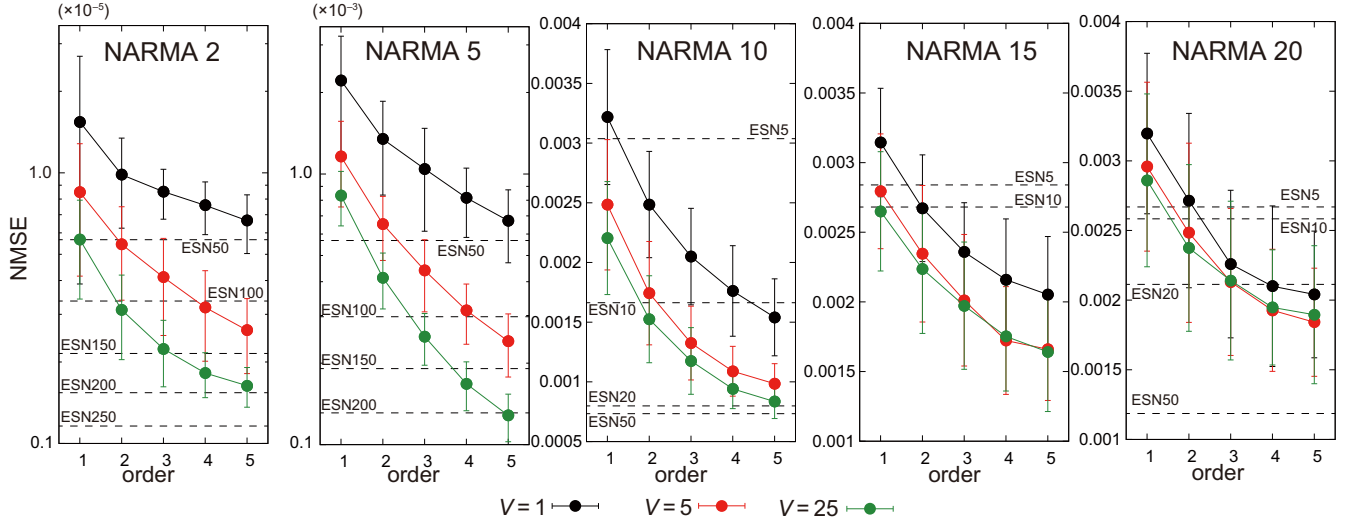 (×10⁻⁵)
NARMA 2
NMSE
1.0
0.1
ESN50
ESN100
ESN150
ESN200
ESN250
1 2 3 4 5
order
(×10⁻³)
NARMA 5
1.0
0.1
ESN50
ESN100
ESN150
ESN200
1 2 3 4 5
order
NARMA 10
0.004
0.0035
0.003
0.0025
0.002
0.0015
0.001
0.0005
ESN5
ESN10
ESN20
ESN50
1 2 3 4 5
order
NARMA 15
0.004
0.0035
0.003
0.0025
0.002
0.0015
0.001
ESN5
ESN10
1 2 3 4 5
order
NARMA 20
0.004
0.0035
0.003
0.0025
0.002
0.0015
0.001
ESN5
ESN10
ESN20
ESN50
1 2 3 4 5
order
V = 1 V = 5 V = 25